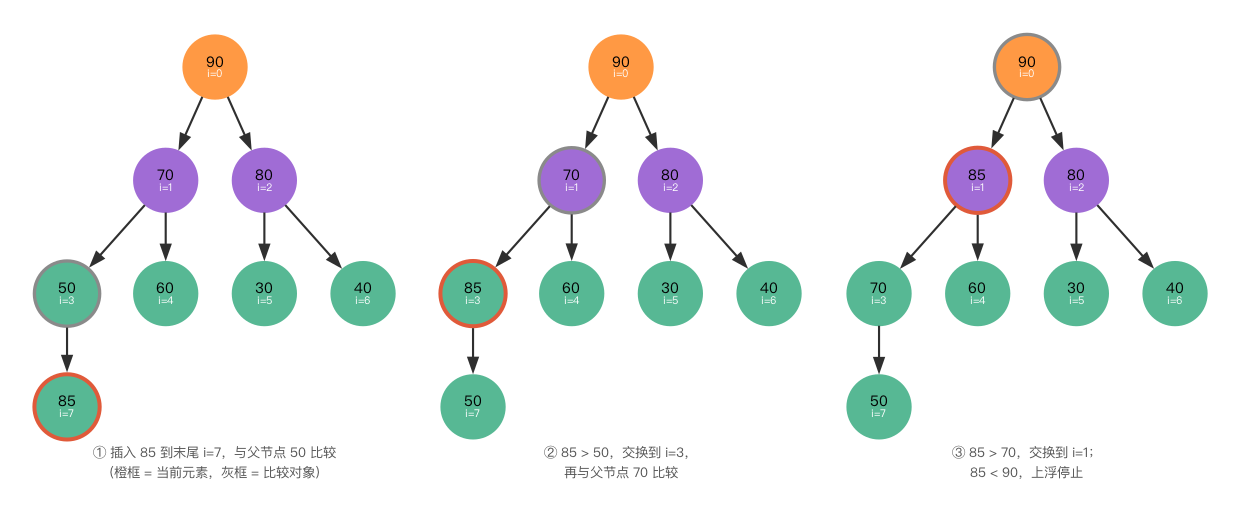 90
i=0
70
i=1
80
i=2
50
i=3
60
i=4
30
i=5
40
i=6
85
i=7
① 插入 85 到末尾 i=7，与父节点 50 比较
(橙框 = 当前元素，灰框 = 比较对象)
90
i=0
70
i=1
80
i=2
85
i=3
60
i=4
30
i=5
40
i=6
50
i=7
② 85 > 50，交换到 i=3，
再与父节点 70 比较
90
i=0
85
i=1
80
i=2
70
i=3
60
i=4
30
i=5
40
i=6
50
i=7
③ 85 > 70，交换到 i=1;
85 < 90，上浮停止